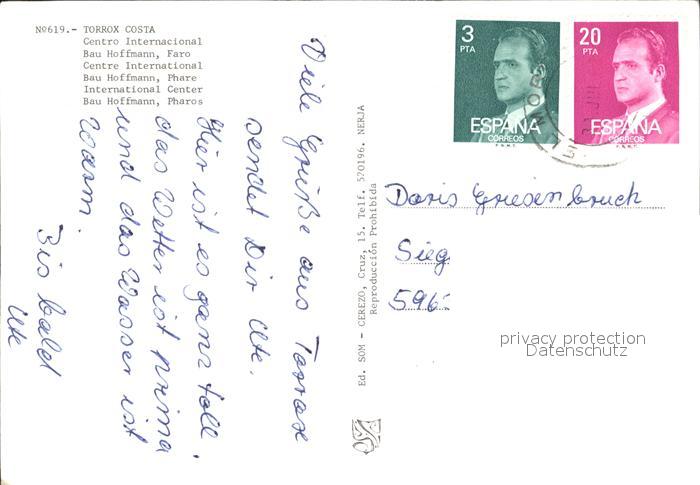 Nº619.- TORROX COSTA
Centro Internacional
Bau Hoffmann, Faro
Centre International
Bau Hoffmann, Phare
International Center
Bau Hoffmann, Pharos
Viele Grüße aus Torrox
sendet Dir Ute.
Hier ist es ganz toll,
das Wetter ist prima
und das Wasser ist
warm.
Bis bald
Ute
Ed. SOM - CEREZO, Cruz, 15. Telf. 520196. NERJA
Reproducción Prohibida
3
PTA
ESPAÑA
CORREOS
F.N.M.T.
20
PTA
ESPAÑA
CORREOS
F.N.M.T.
Doris Griesenbruch
Sieg
596
privacy protection
Datenschutz